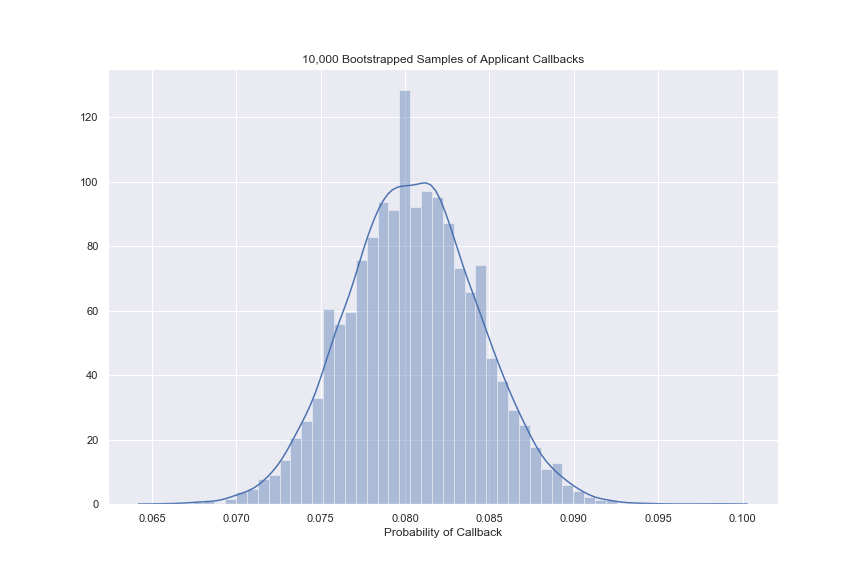 10,000 Bootstrapped Samples of Applicant Callbacks
120
100
80
60
40
20
0
0.065 0.070 0.075 0.080 0.085 0.090 0.095 0.100
Probability of Callback